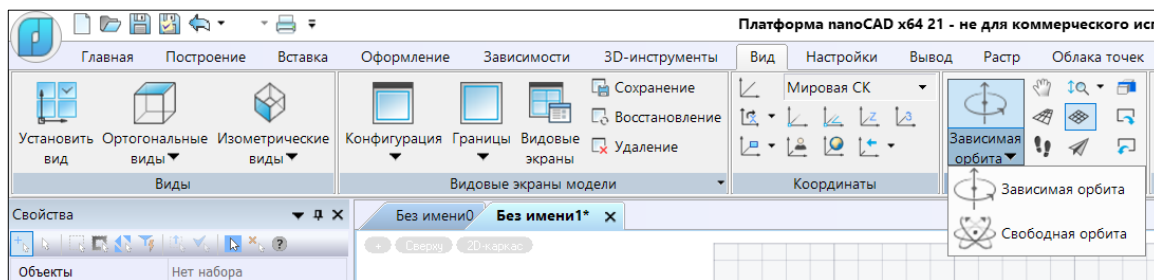 Платформа nanoCAD x64 21 - не для коммерческого исп
Главная Построение Вставка Оформление Зависимости 3D-инструменты Вид Настройки Вывод Растр Облака точек
Установить вид
Ортогональные виды
Изометрические виды
Виды
Конфигурация
Границы
Видовые экраны
Сохранение
Восстановление
Удаление
Видовые экраны модели
Мировая СК
Координаты
Зависимая орбита
Зависимая орбита
Свободная орбита
Свойства
Без имени0 Без имени1*
Объекты Нет набора
Сверху 2D-каркас